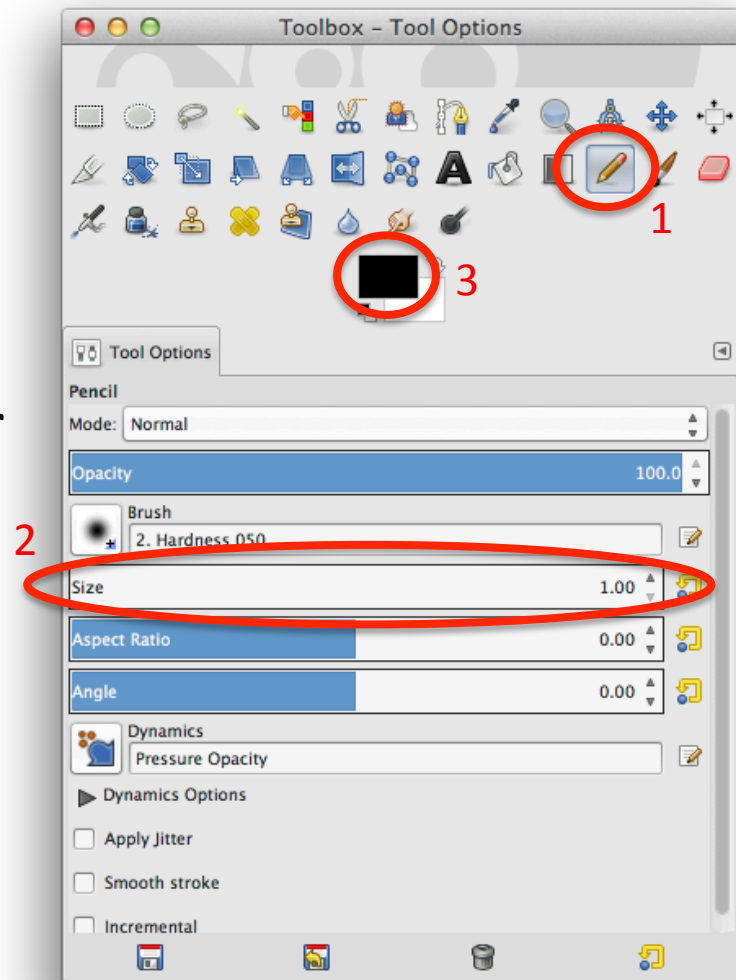 Toolbox – Tool Options
1
3
Tool Options
Pencil
Mode: Normal
Opacity 100.0
Brush
2. Hardness 050
2
Size 1.00
Aspect Ratio 0.00
Angle 0.00
Dynamics
Pressure Opacity
Dynamics Options
Apply Jitter
Smooth stroke
Incremental